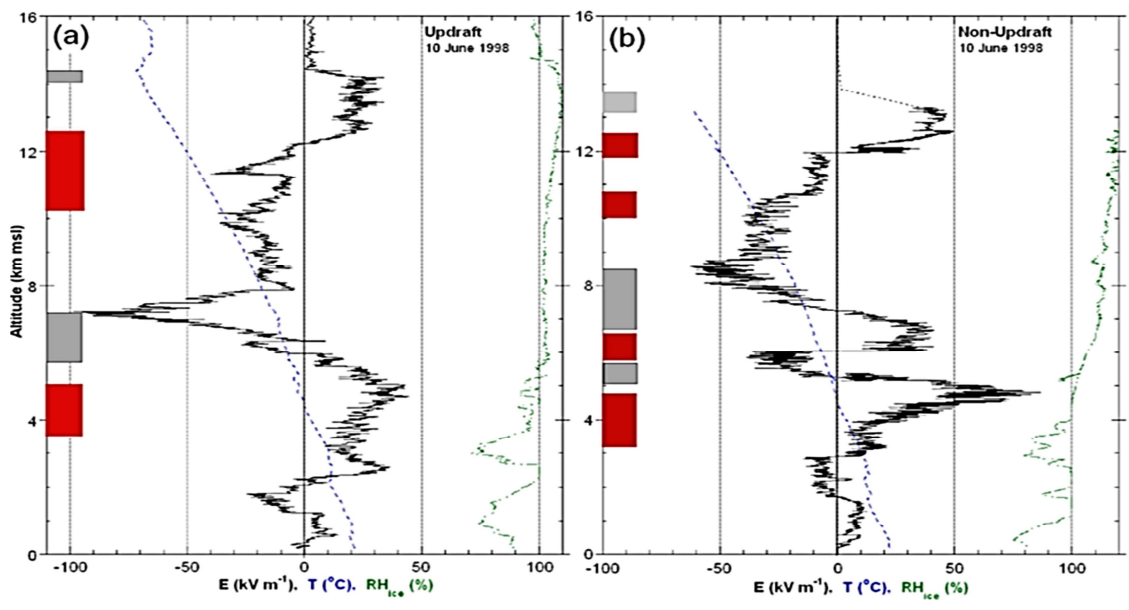 (a)
Updraft
10 June 1998
16
12
8
4
0
Altitude (km msl)
-100 -50 0 50 100
E (kV m⁻¹). T (°C). RHice (%)
(b)
Non-Updraft
10 June 1998
16
12
8
4
0
-100 -50 0 50 100
E (kV m⁻¹). T (°C). RHice (%)